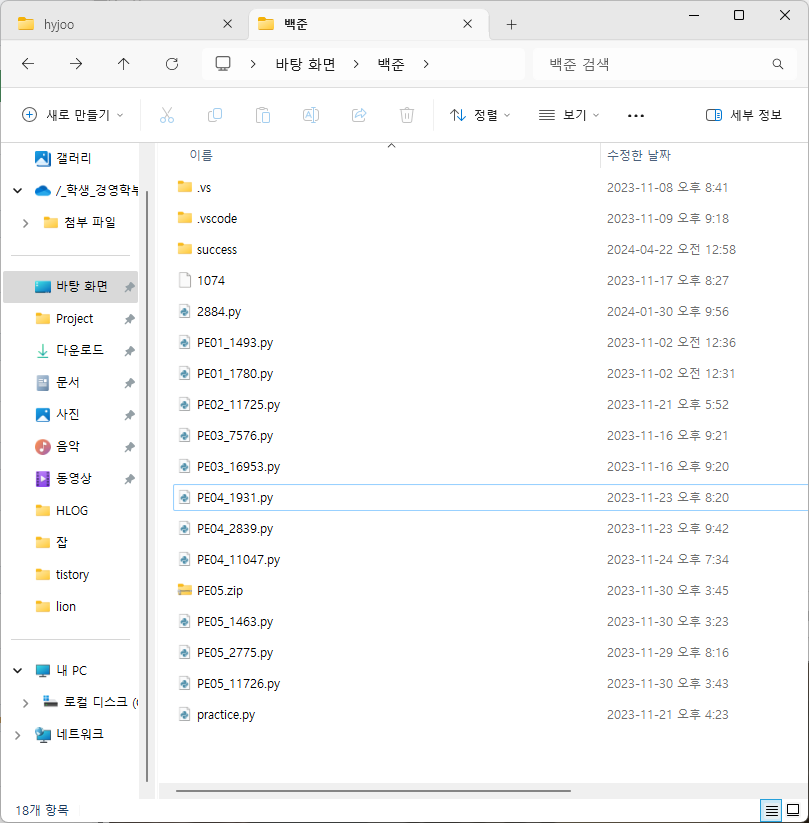 hyjoo
백준
바탕 화면 > 백준 >
백준 검색
새로 만들기
정렬
보기
세부 정보
갤러리
/_학생_경영학부
첨부 파일
바탕 화면
Project
다운로드
문서
사진
음악
동영상
HLOG
잡
tistory
lion
내 PC
로컬 디스크
네트워크
이름 수정한 날짜
.vs 2023-11-08 오후 8:41
.vscode 2023-11-09 오후 9:18
success 2024-04-22 오전 12:58
1074 2023-11-17 오후 8:27
2884.py 2024-01-30 오후 9:56
PE01_1493.py 2023-11-02 오전 12:36
PE01_1780.py 2023-11-02 오전 12:31
PE02_11725.py 2023-11-21 오후 5:52
PE03_7576.py 2023-11-16 오후 9:21
PE03_16953.py 2023-11-16 오후 9:20
PE04_1931.py 2023-11-23 오후 8:20
PE04_2839.py 2023-11-23 오후 9:42
PE04_11047.py 2023-11-24 오후 7:34
PE05.zip 2023-11-30 오후 3:45
PE05_1463.py 2023-11-30 오후 3:23
PE05_2775.py 2023-11-29 오후 8:16
PE05_11726.py 2023-11-30 오후 3:43
practice.py 2023-11-21 오후 4:23
18개 항목